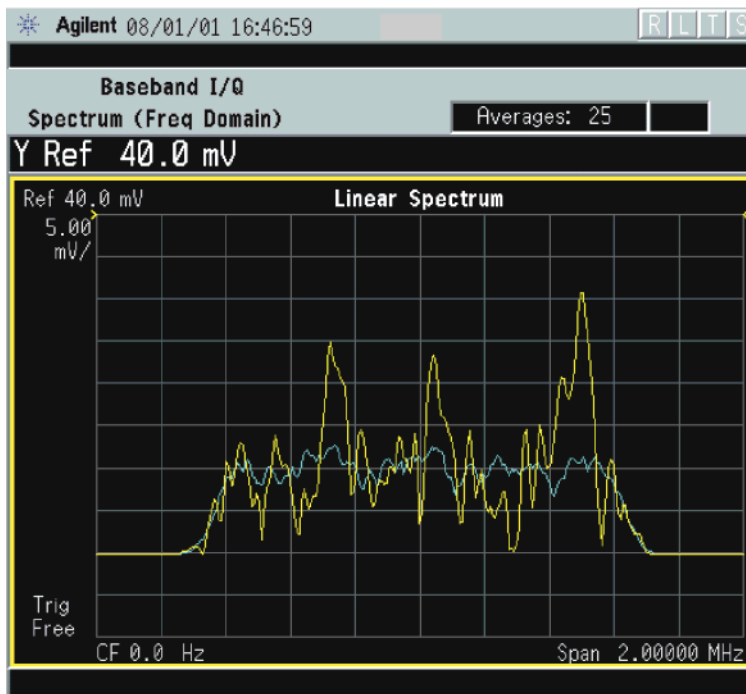 Agilent 08/01/01 16:46:59 R L T S
Baseband I/Q
Spectrum (Freq Domain)
Averages: 25
Y Ref 40.0 mV
Ref 40.0 mV Linear Spectrum
5.00
mV/
Trig
Free
CF 0.0 Hz Span 2.00000 MHz